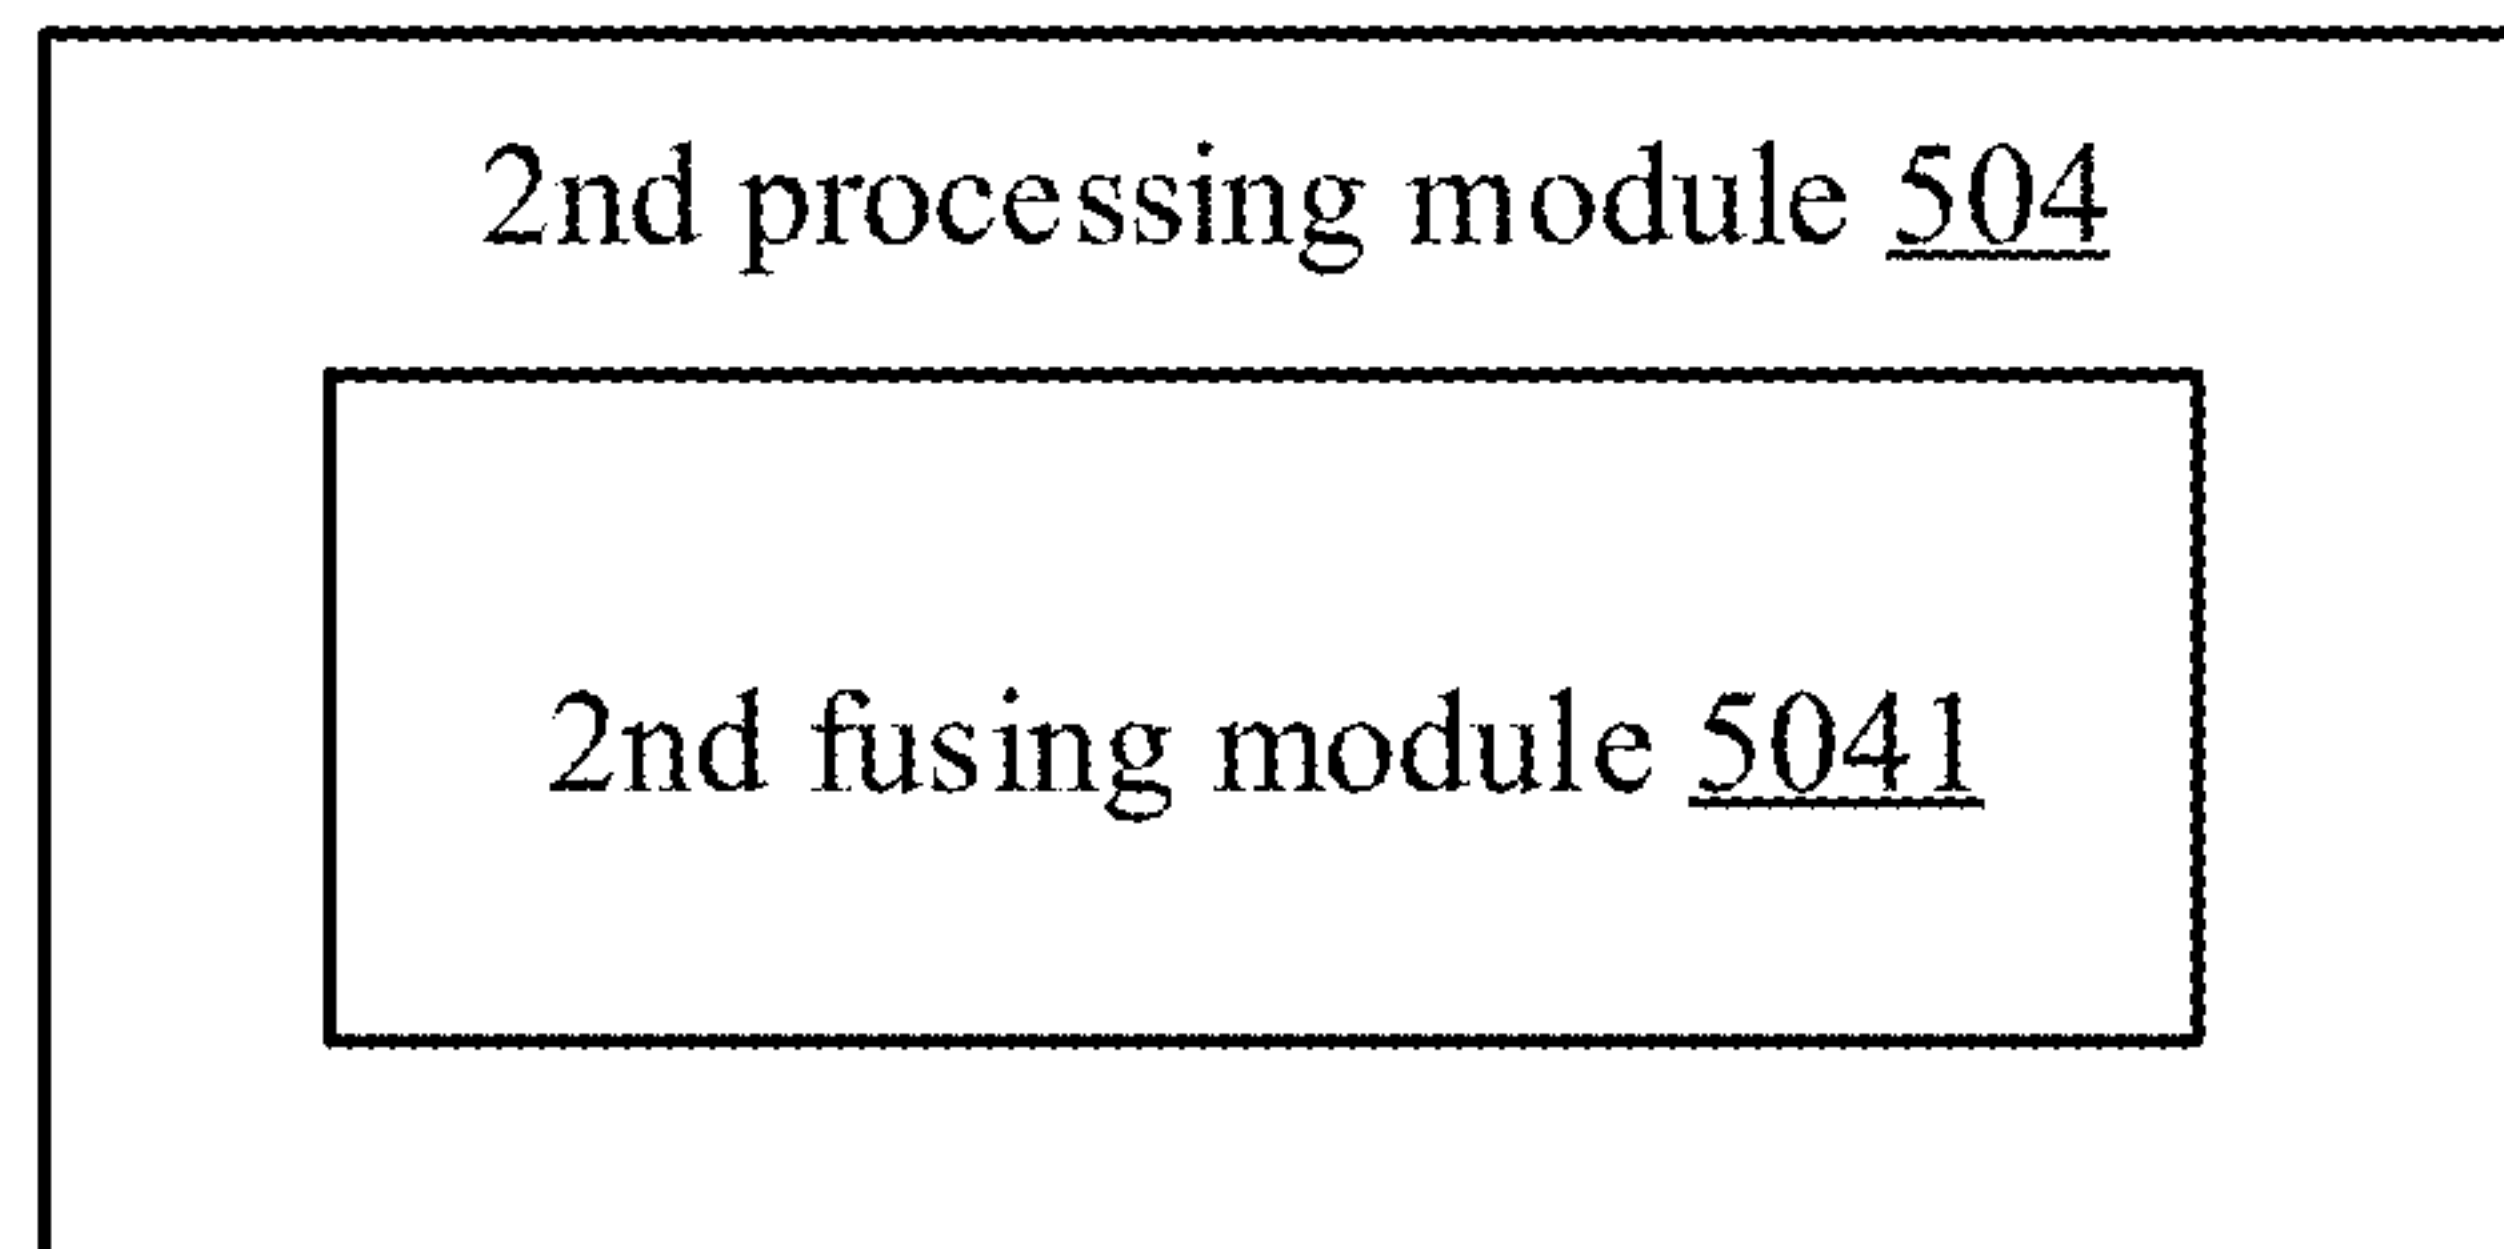 2nd processing module 504
2nd fusing module 5041